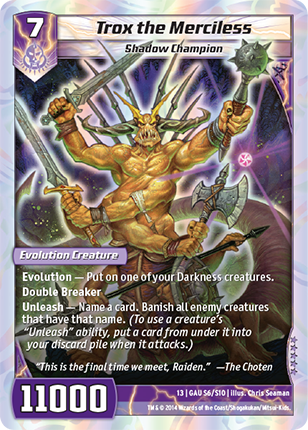 7
Trox the Merciless
Shadow Champion
Evolution Creature
Evolution — Put on one of your Darkness creatures.
Double Breaker
Unleash — Name a card. Banish all enemy creatures
that have that name. (To use a creature's
"Unleash" ability, put a card from under it into
your discard pile when it attacks.)
"This is the final time we meet, Raiden." —The Choten
11000
13 | GAU S6/S10 | Illus. Chris Seaman
TM & © 2014 Wizards of the Coast/Shogakukan/Mitsui-Kids.